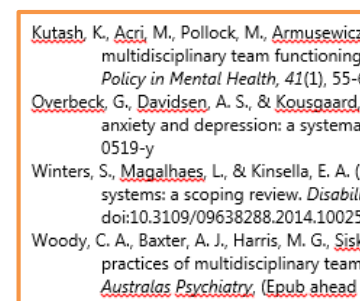 Kutash, K., Acri, M., Pollock, M., Armusewicz
multidisciplinary team functioning
Policy in Mental Health, 41(1), 55-
Overbeck, G., Davidsen, A. S., & Kousgaard,
anxiety and depression: a systema
0519-y
Winters, S., Magalhaes, L., & Kinsella, E. A. (
systems: a scoping review. Disabil
doi:10.3109/09638288.2014.10025
Woody, C. A., Baxter, A. J., Harris, M. G., Sisk
practices of multidisciplinary team
Australas Psychiatry, (Epub ahead